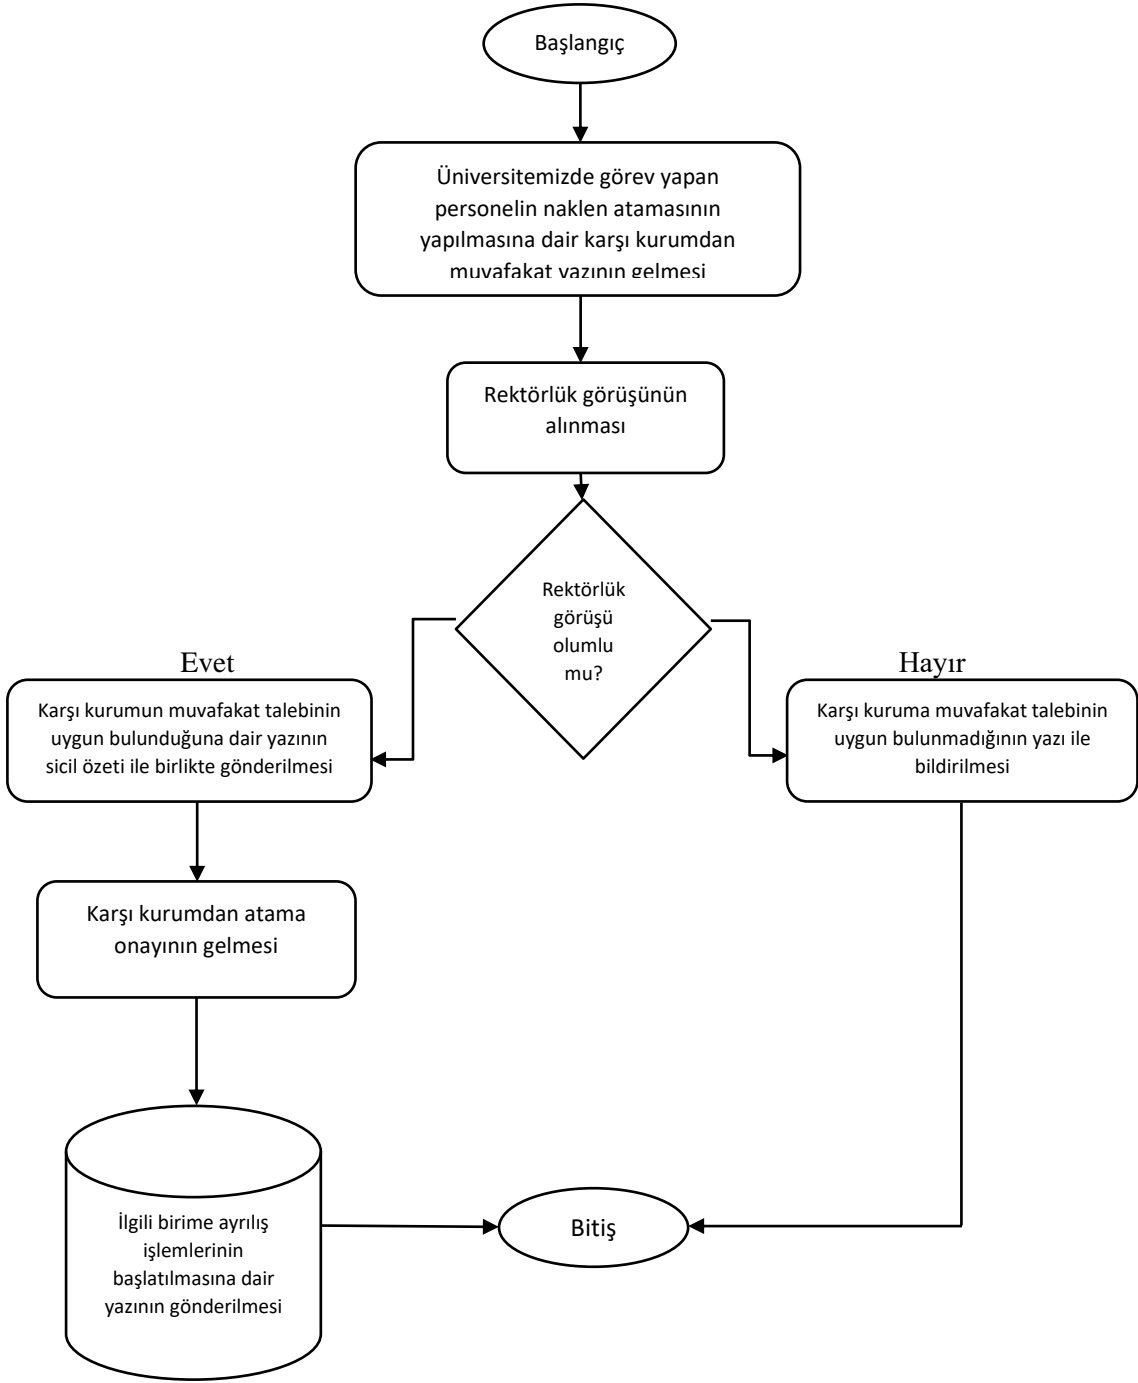 Başlangıç
Üniversitemizde görev yapan
personelin naklen atamasının
yapılmasına dair karşı kurumdan
muvafakat yazının gelmesi
Rektörlük görüşünün
alınması
Rektörlük
görüşü
olumlu
mu?
Evet
Hayır
Karşı kurumun muvafakat talebinin
uygun bulunduğuna dair yazının
sicil özeti ile birlikte gönderilmesi
Karşı kuruma muvafakat talebinin
uygun bulunmadığının yazı ile
bildirilmesi
Karşı kurumdan atama
onayının gelmesi
İlgili birime ayrılış
işlemlerinin
başlatılmasına dair
yazının gönderilmesi
Bitiş